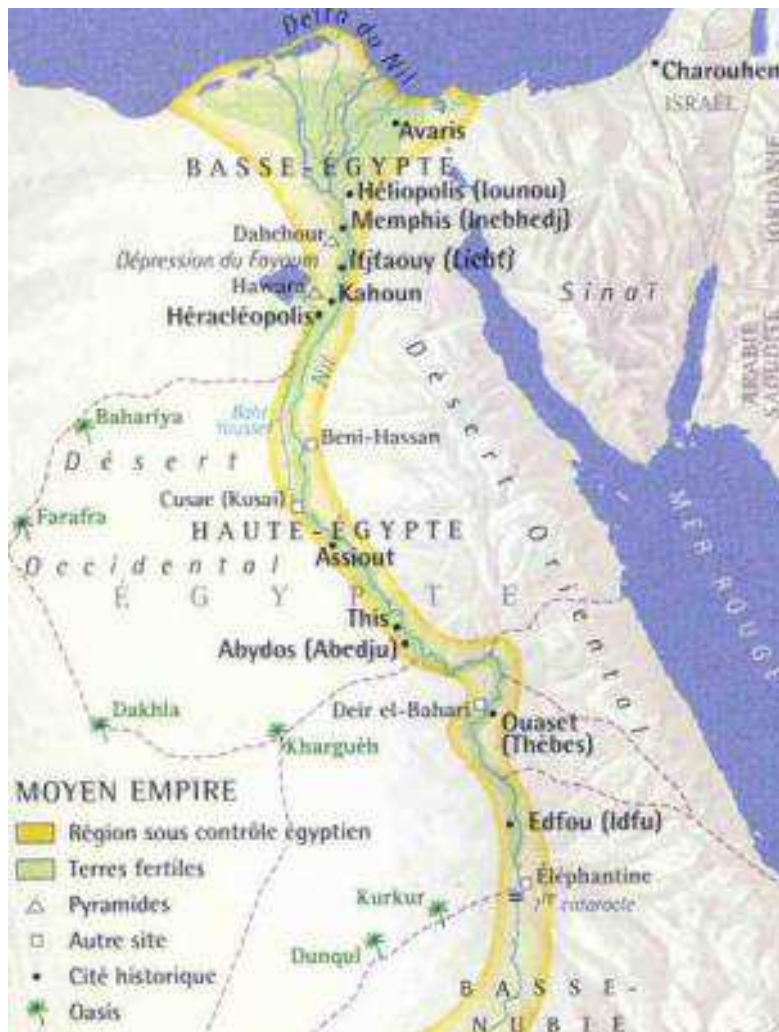 Delta du Nil
Charouhen
ISRAËL
Avaris
BASSE-ÉGYPTE
Héliopolis (Iounou)
Memphis (Inebhedj)
Dahchour
Dépression du Fayoum
Itjtaouy (Licht)
Hawara
Kahoun
Héracléopolis
Sinaï
JORDANIE
ARABIE
SAOUDITE
Nil
Bahr
Youssef
Bahariya
Beni-Hassan
Désert
Occidental
Désert Oriental
Cusae (Kusai)
Farafra
HAUTE-ÉGYPTE
Assiout
MER ROUGE
ÉGYPTE
This
Abydos (Abedju)
Dakhla
Deir el-Bahari
Ouaset
(Thèbes)
Kharguèh
MOYEN EMPIRE
Région sous contrôle égyptien
Terres fertiles
Pyramides
Autre site
Cité historique
Oasis
Edfou (Idfu)
Éléphantine
1re cataracte
Kurkur
Dunqul
BASSE-
NUBIE